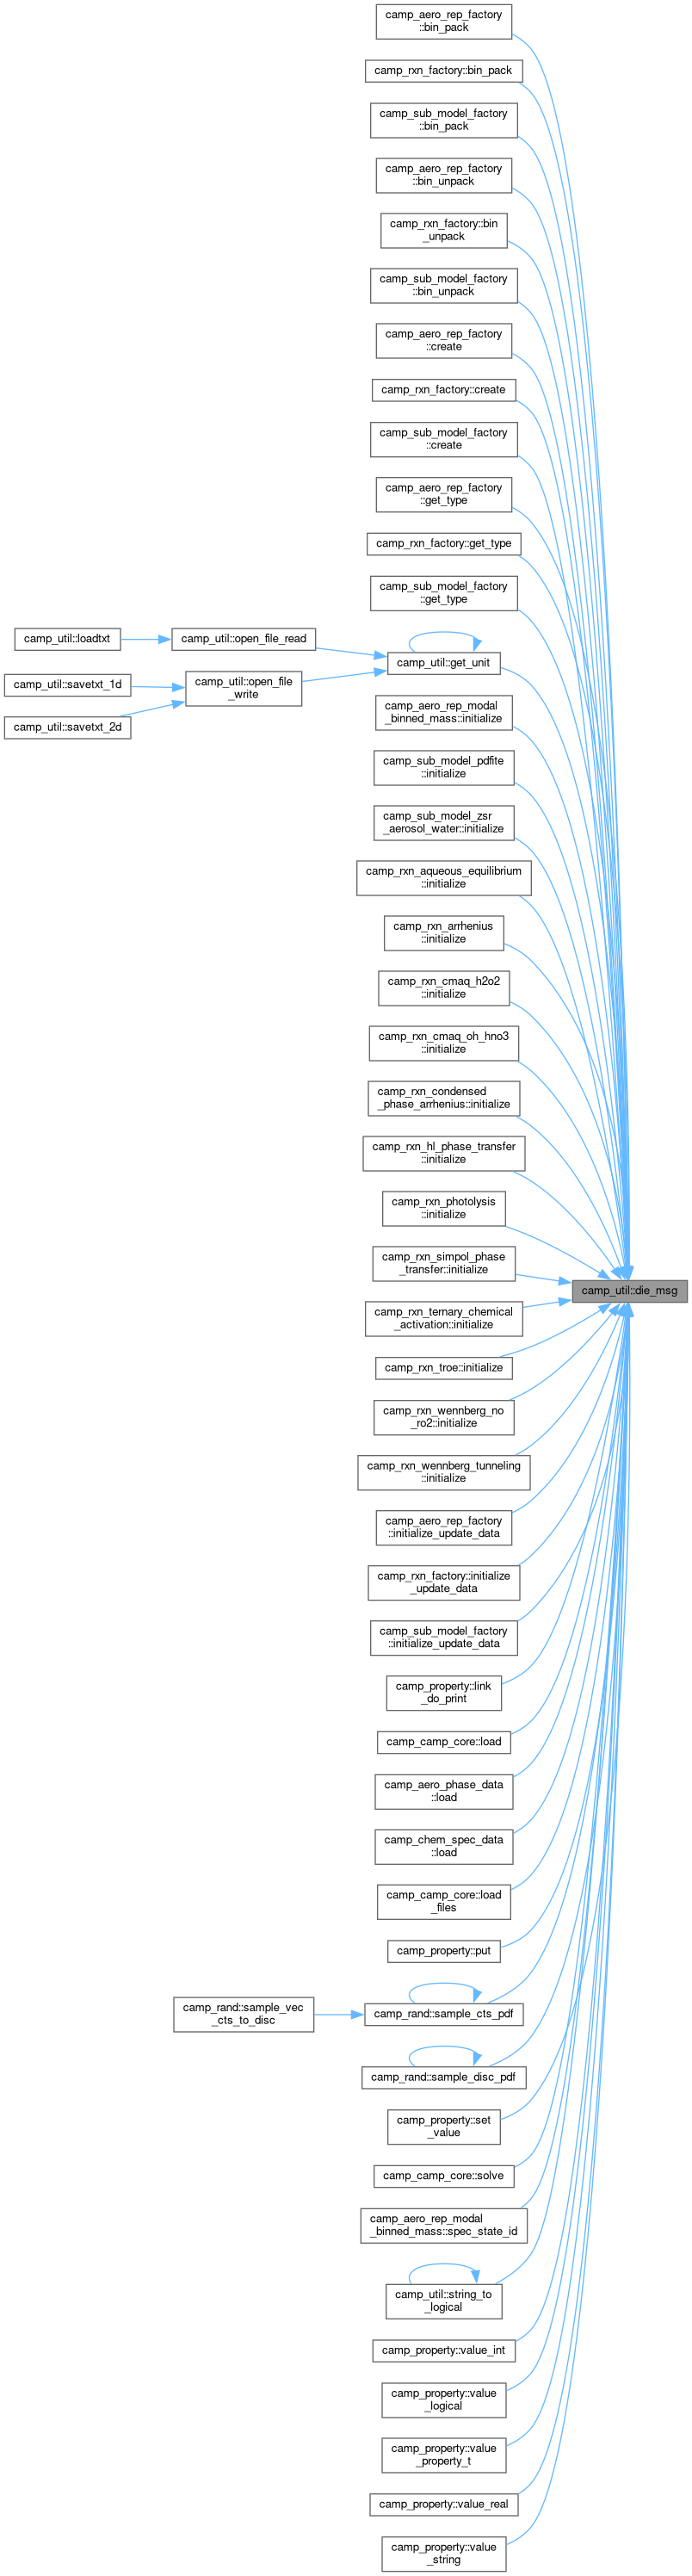 camp_aero_rep_factory
::bin_pack
camp_rxn_factory::bin_pack
camp_sub_model_factory
::bin_pack
camp_aero_rep_factory
::bin_unpack
camp_rxn_factory::bin
_unpack
camp_sub_model_factory
::bin_unpack
camp_aero_rep_factory
::create
camp_rxn_factory::create
camp_sub_model_factory
::create
camp_aero_rep_factory
::get_type
camp_rxn_factory::get_type
camp_sub_model_factory
::get_type
camp_util::loadtxt
camp_util::open_file_read
camp_util::get_unit
camp_util::savetxt_1d
camp_util::open_file
_write
camp_util::savetxt_2d
camp_aero_rep_modal
_binned_mass::initialize
camp_sub_model_pdfite
::initialize
camp_sub_model_zsr
_aerosol_water::initialize
camp_rxn_aqueous_equilibrium
::initialize
camp_rxn_arrhenius
::initialize
camp_rxn_cmaq_h2o2
::initialize
camp_rxn_cmaq_oh_hno3
::initialize
camp_rxn_condensed
_phase_arrhenius::initialize
camp_rxn_hl_phase_transfer
::initialize
camp_rxn_photolysis
::initialize
camp_rxn_simpol_phase
_transfer::initialize
camp_util::die_msg
camp_rxn_ternary_chemical
_activation::initialize
camp_rxn_troe::initialize
camp_rxn_wennberg_no
_ro2::initialize
camp_rxn_wennberg_tunneling
::initialize
camp_aero_rep_factory
::initialize_update_data
camp_rxn_factory::initialize
_update_data
camp_sub_model_factory
::initialize_update_data
camp_property::link
_do_print
camp_camp_core::load
camp_aero_phase_data
::load
camp_chem_spec_data
::load
camp_camp_core::load
_files
camp_property::put
camp_rand::sample_vec
_cts_to_disc
camp_rand::sample_cts_pdf
camp_rand::sample_disc_pdf
camp_property::set
_value
camp_camp_core::solve
camp_aero_rep_modal
_binned_mass::spec_state_id
camp_util::string_to
_logical
camp_property::value_int
camp_property::value
_logical
camp_property::value
_property_t
camp_property::value_real
camp_property::value
_string